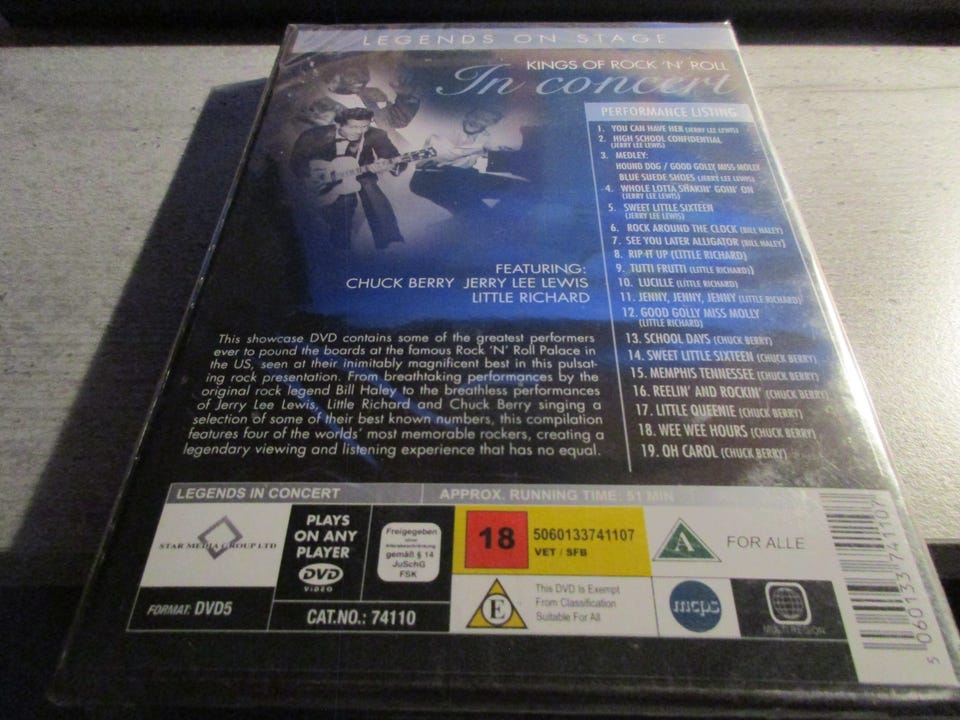 LEGENDS ON STAGE
KINGS OF ROCK 'N' ROLL
In concert
PERFORMANCE LISTING
1. YOU CAN HAVE HER (JERRY LEE LEWIS)
2. HIGH SCHOOL CONFIDENTIAL
(JERRY LEE LEWIS)
3. MEDLEY:
HOUND DOG / GOOD GOLLY MISS MOLLY
BLUE SUEDE SHOES (JERRY LEE LEWIS)
4. WHOLE LOTTA SHAKIN' GOIN' ON
(JERRY LEE LEWIS)
5. SWEET LITTLE SIXTEEN
(JERRY LEE LEWIS)
6. ROCK AROUND THE CLOCK (BILL HALEY)
7. SEE YOU LATER ALLIGATOR (BILL HALEY)
8. RIP IT UP (LITTLE RICHARD)
9. TUTTI FRUTTI (LITTLE RICHARD)
10. LUCILLE (LITTLE RICHARD)
11. JENNY, JENNY, JENNY (LITTLE RICHARD)
12. GOOD GOLLY MISS MOLLY
(LITTLE RICHARD)
13. SCHOOL DAYS (CHUCK BERRY)
14. SWEET LITTLE SIXTEEN (CHUCK BERRY)
15. MEMPHIS TENNESSEE (CHUCK BERRY)
16. REELIN' AND ROCKIN' (CHUCK BERRY)
17. LITTLE QUEENIE (CHUCK BERRY)
18. WEE WEE HOURS (CHUCK BERRY)
19. OH CAROL (CHUCK BERRY)
FEATURING:
CHUCK BERRY JERRY LEE LEWIS
LITTLE RICHARD
This showcase DVD contains some of the greatest performers
ever to pound the boards at the famous Rock 'N' Roll Palace in
the US, seen at their inimitably magnificent best in this pulsat-
ing rock presentation. From breathtaking performances by the
original rock legend Bill Haley to the breathless performances
of Jerry Lee Lewis, Little Richard and Chuck Berry singing a
selection of some of their best known numbers, this compilation
features four of the worlds' most memorable rockers, creating a
legendary viewing and listening experience that has no equal.
LEGENDS IN CONCERT
APPROX. RUNNING TIME: 51 MIN
STAR MEDIA GROUP LTD
FORMAT: DVD5
PLAYS
ON ANY
PLAYER
DVD
VIDEO
Freigegeben
ohne
Altersbeschränkung
gemäß § 14
JuSchG
FSK
CAT.NO.: 74110
18
5060133741107
VET / SFB
E
This DVD is Exempt
From Classification
Suitable For All
A
FOR ALLE
mcps
MULTI REGION
5 060133 741107